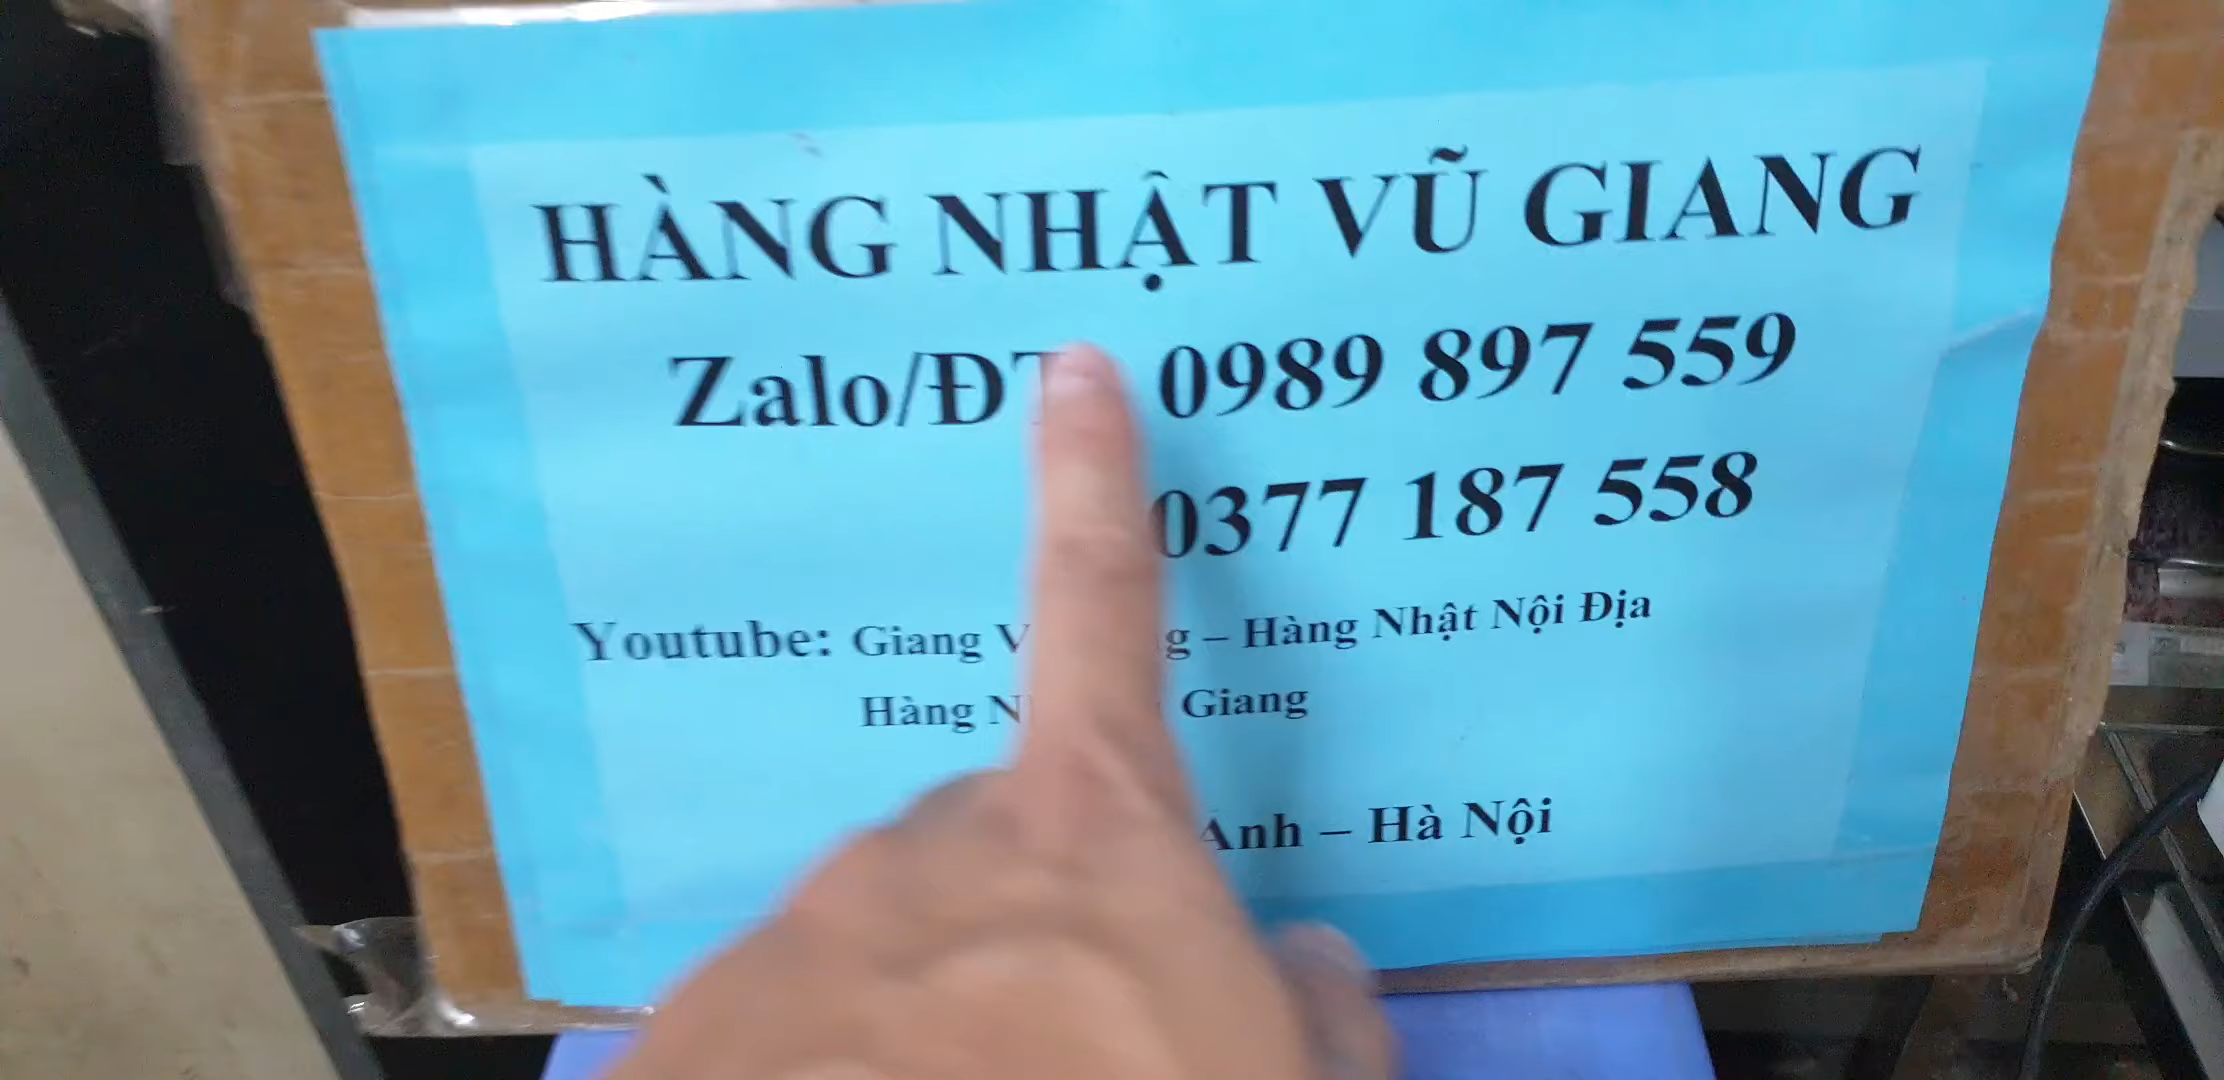 HÀNG NHẬT VŨ GIANG
Zalo/ĐT 0989 897 559
0377 187 558
Youtube: Giang – Hàng Nhật Nội Địa
Hàng Giang
– Hà Nội